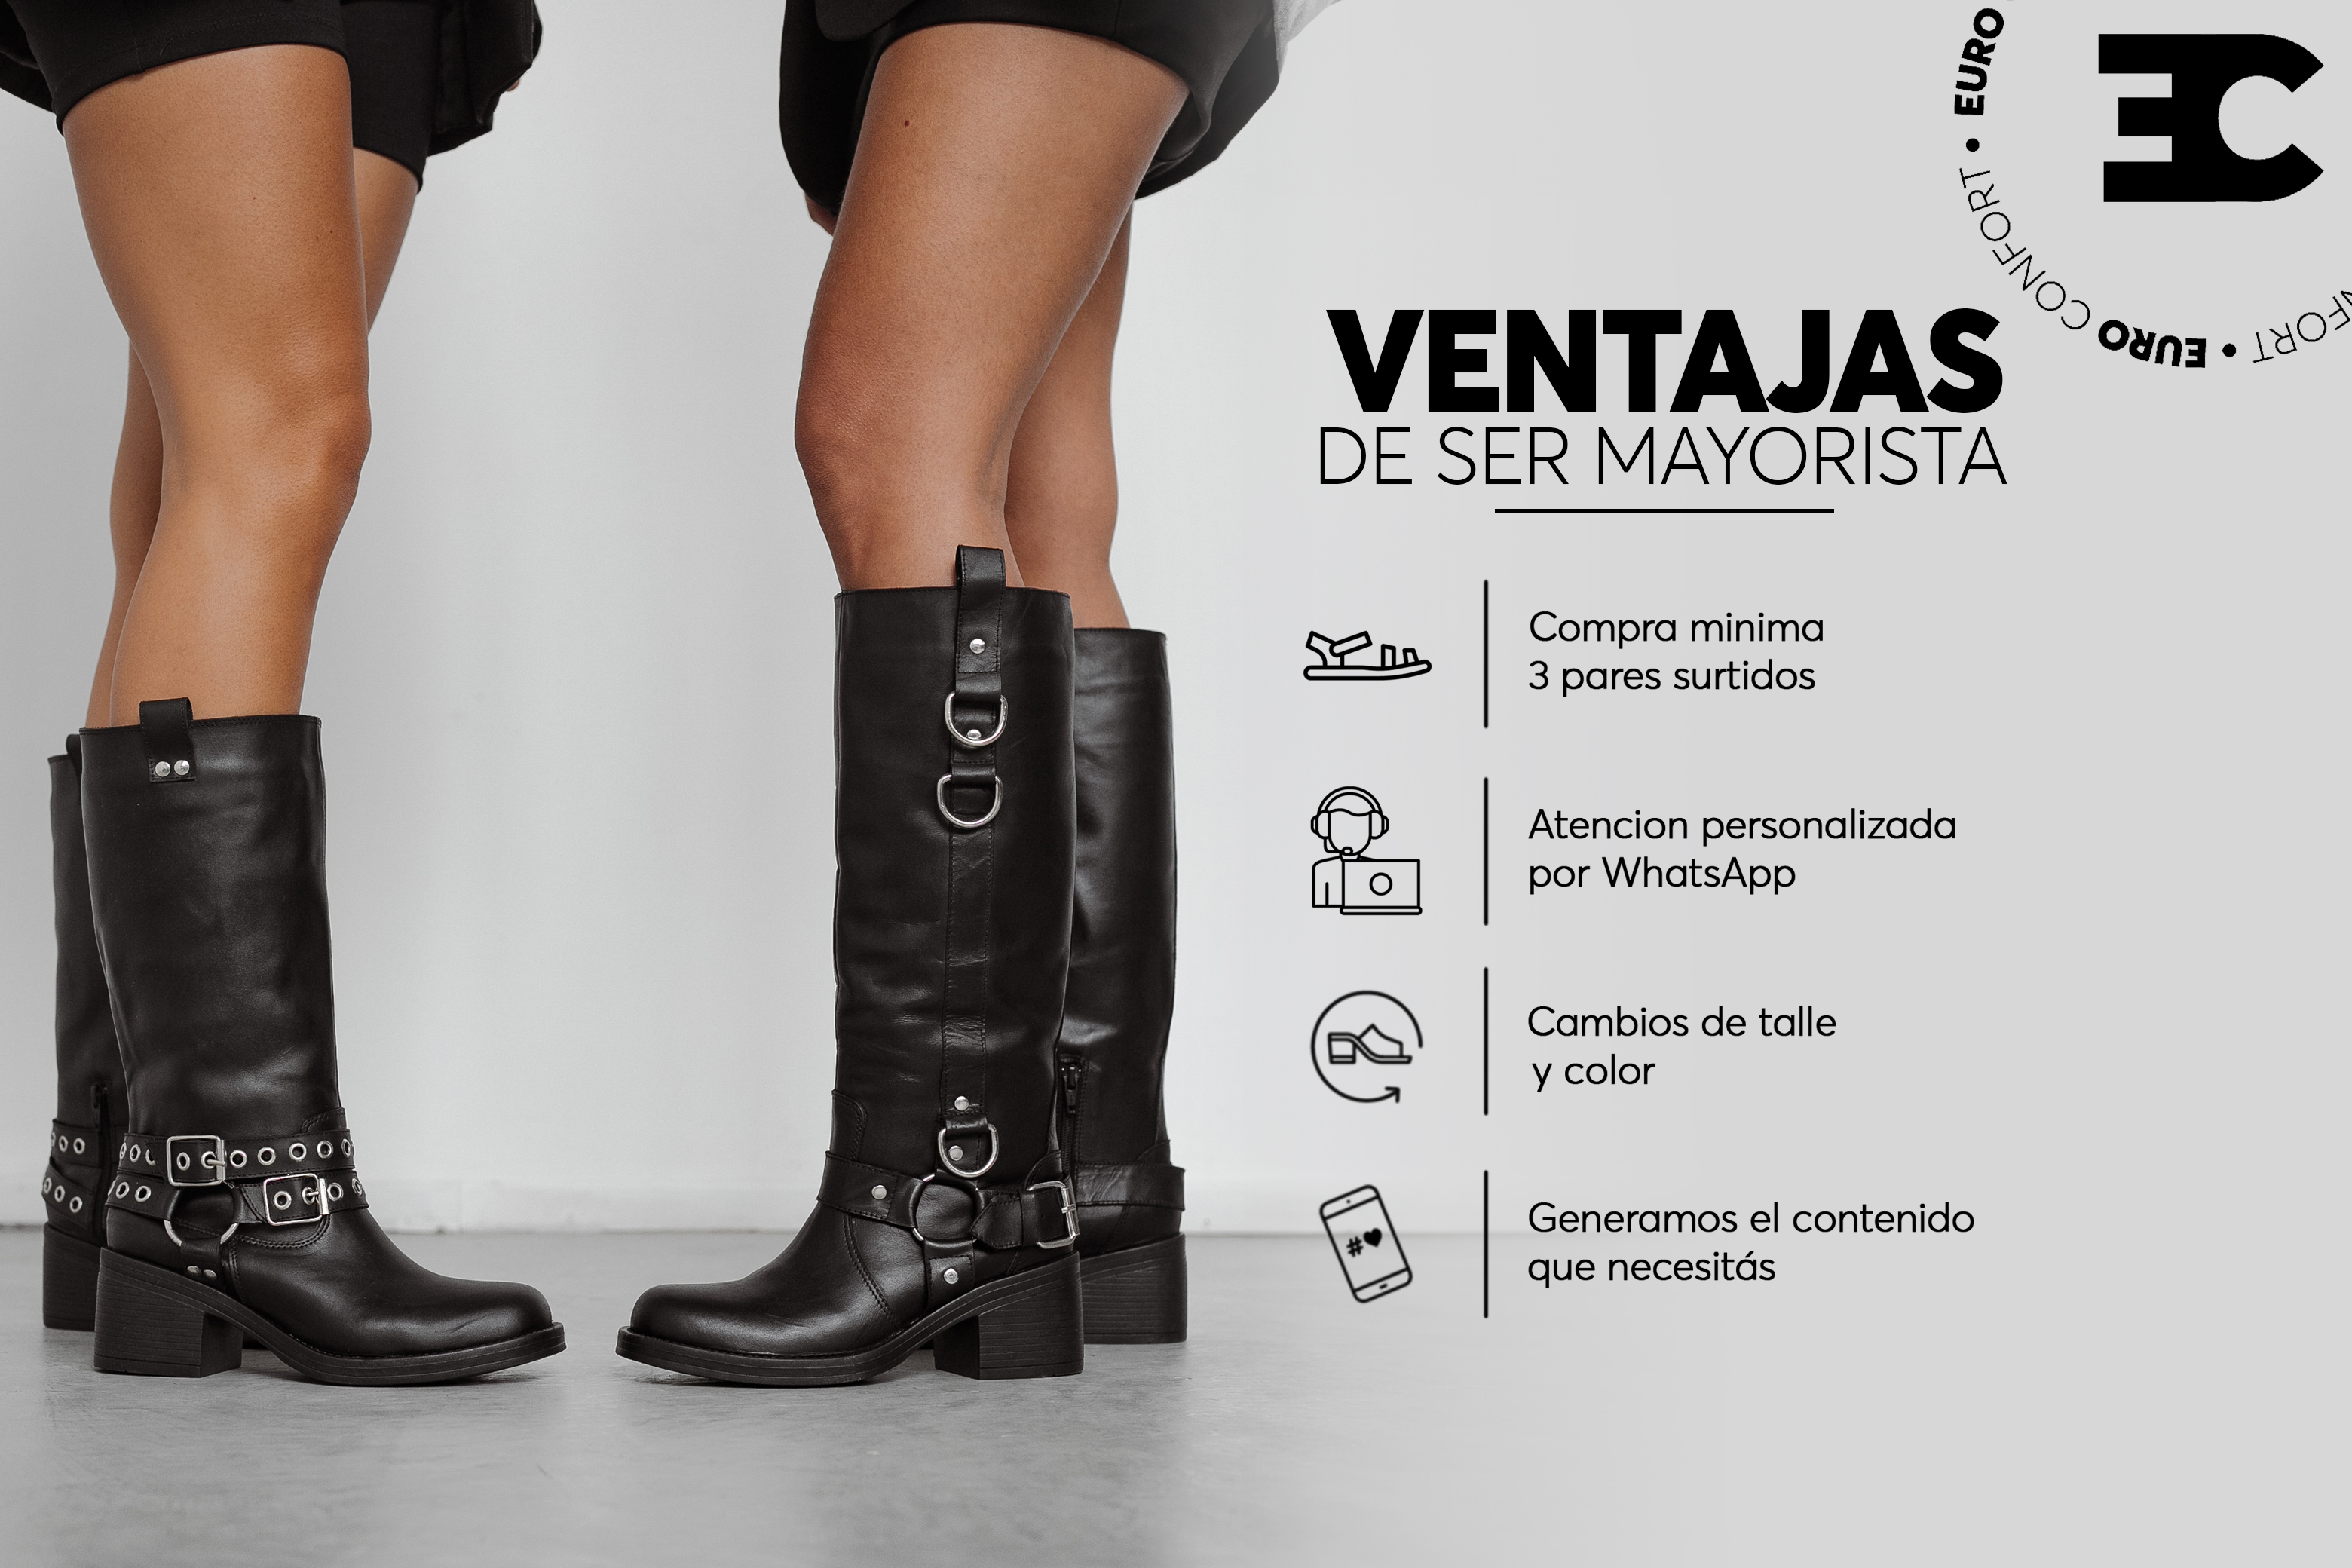 EURO
CONFORT • EURO
EURO CONFORT •
EC
VENTAJAS
DE SER MAYORISTA
Compra minima
3 pares surtidos
Atencion personalizada
por WhatsApp
Cambios de talle
y color
#
Generamos el contenido
que necesitás